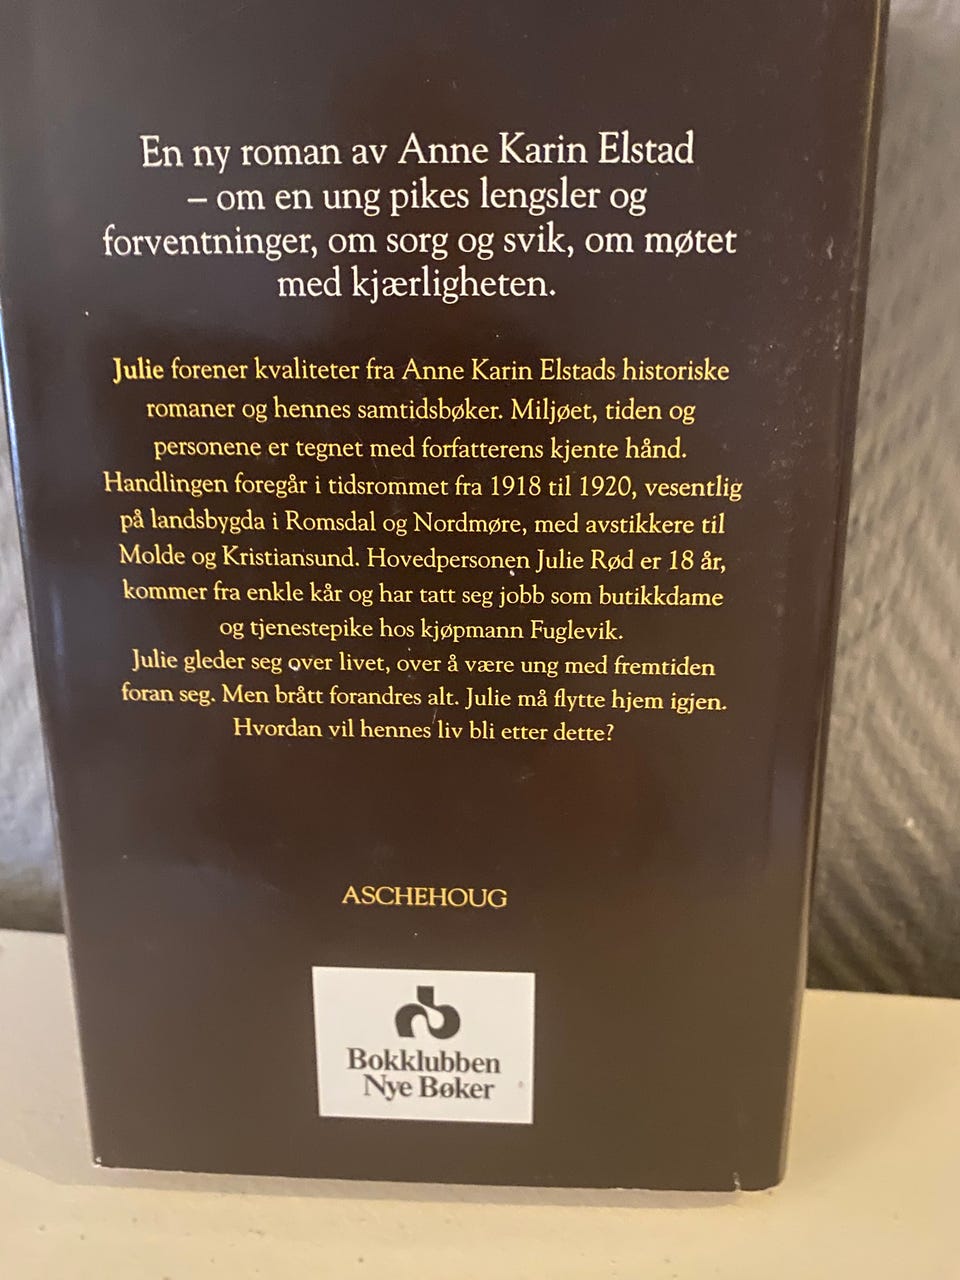 En ny roman av Anne Karin Elstad
– om en ung pikes lengsler og
forventninger, om sorg og svik, om møtet
med kjærligheten.
Julie forener kvaliteter fra Anne Karin Elstads historiske
romaner og hennes samtidsbøker. Miljøet, tiden og
personene er tegnet med forfatterens kjente hånd.
Handlingen foregår i tidsrommet fra 1918 til 1920, vesentlig
på landsbygda i Romsdal og Nordmøre, med avstikkere til
Molde og Kristiansund. Hovedpersonen Julie Rød er 18 år,
kommer fra enkle kår og har tatt seg jobb som butikkdame
og tjenestepike hos kjøpmann Fuglevik.
Julie gleder seg over livet, over å være ung med fremtiden
foran seg. Men brått forandres alt. Julie må flytte hjem igjen.
Hvordan vil hennes liv bli etter dette?
ASCHEHOUG
Bokklubben
Nye Bøker